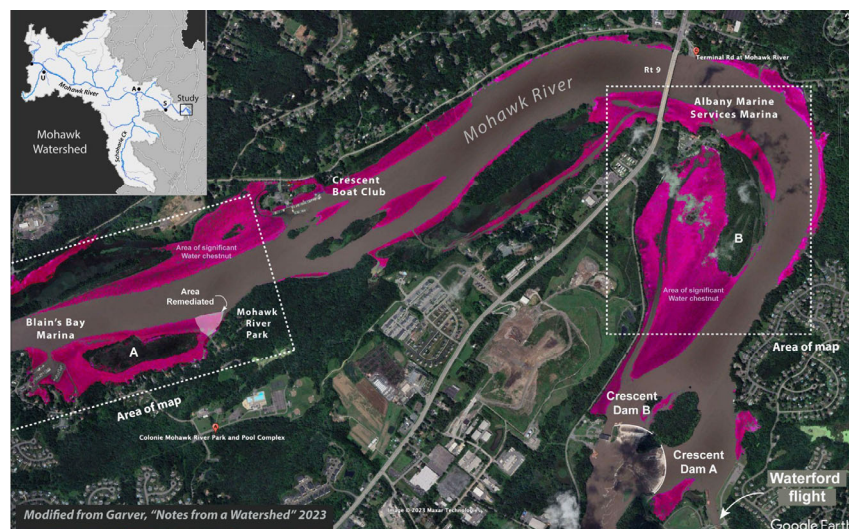 U
Mohawk River
A
S
Study
Mohawk
Watershed
Schoharie Ck
Terminal Rd at Mohawk River
Rt 9
Mohawk River
Albany Marine
Services Marina
Crescent
Boat Club
Area of significant
Water chestnut
B
Area of significant
Water chestnut
Area
Remediated
Blain's Bay
Marina
Mohawk
River
Park
A
Area of map
Area of map
Crescent
Dam B
Crescent
Dam A
Colonie Mohawk River Park and Pool Complex
Waterford
flight
Modified from Garver, "Notes from a Watershed" 2023
Image © 2023 Maxar Technologies
Google Earth